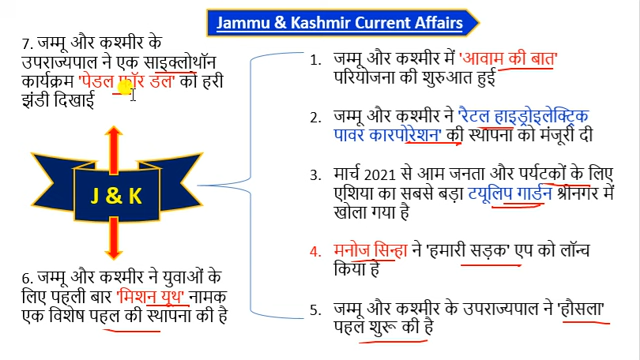 Jammu & Kashmir Current Affairs
1. जम्मू और कश्मीर में 'आवाम की बात'
परियोजना की शुरुआत हुई
2. जम्मू और कश्मीर ने 'रैटल हाइड्रोइलेक्ट्रिक
पावर कारपोरेशन' की स्थापना को मंजूरी दी
3. मार्च 2021 से आम जनता और पर्यटकों के लिए
एशिया का सबसे बड़ा टयूलिप गार्डन श्रीनगर में
खोला गया है
4. मनोज सिन्हा ने 'हमारी सड़क' एप को लॉन्च
किया है
5. जम्मू और कश्मीर के उपराज्यपाल ने 'हौसला'
पहल शुरू की है
6. जम्मू और कश्मीर ने युवाओं के
लिए पहली बार 'मिशन यूथ' नामक
एक विशेष पहल की स्थापना की है
7. जम्मू और कश्मीर के
उपराज्यपाल ने एक साइक्लोथॉन
कार्यक्रम 'पेडल फॉर डल' को हरी
झंडी दिखाई
J & K